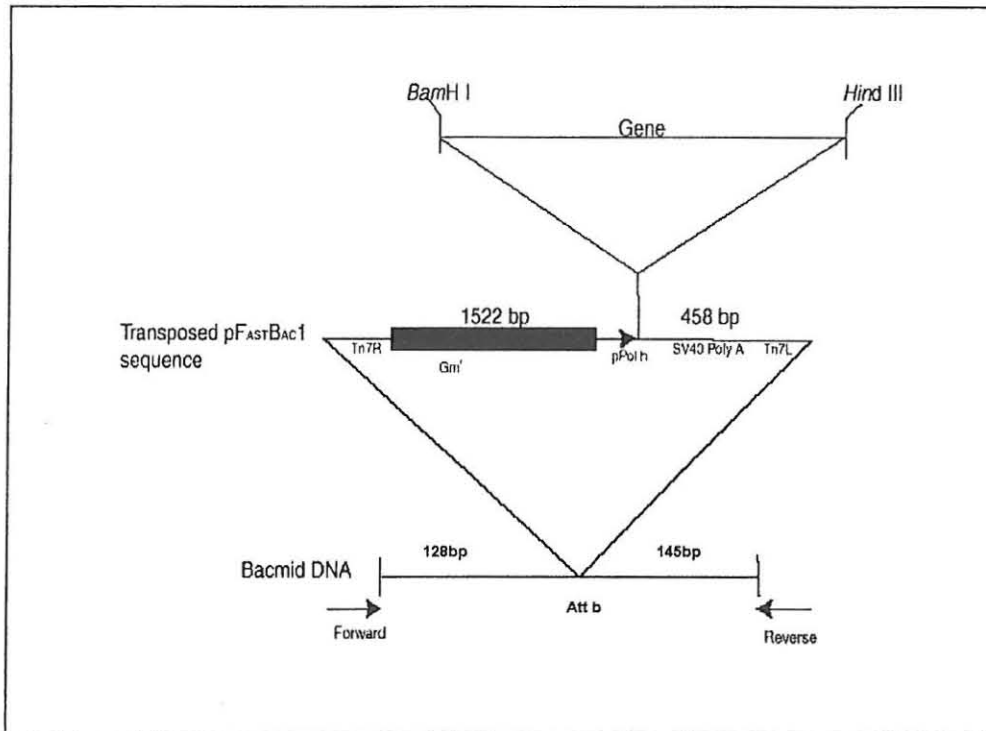 BamH I
Hind III
Gene
Transposed pFASTBAC1
sequence
1522 bp
458 bp
Tn7R
Gmr
pPol h
SV40 Poly A
Tn7L
Bacmid DNA
128bp
145bp
Att b
Forward
Reverse